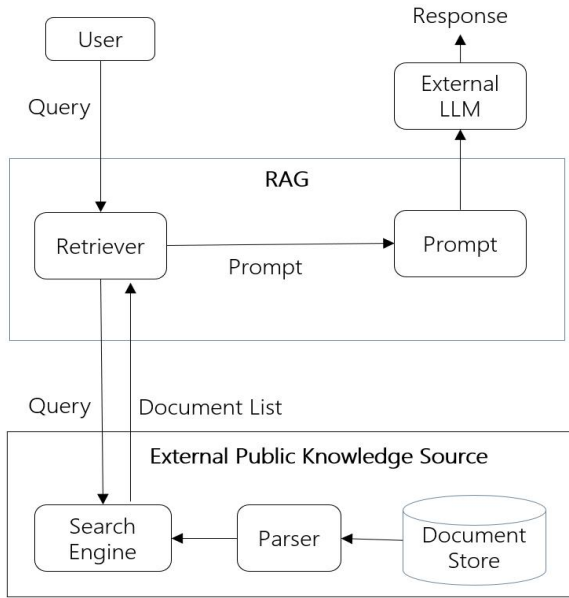 Response
User
External
LLM
Query
RAG
Retriever
Prompt
Prompt
Query
Document List
External Public Knowledge Source
Search
Engine
Parser
Document
Store